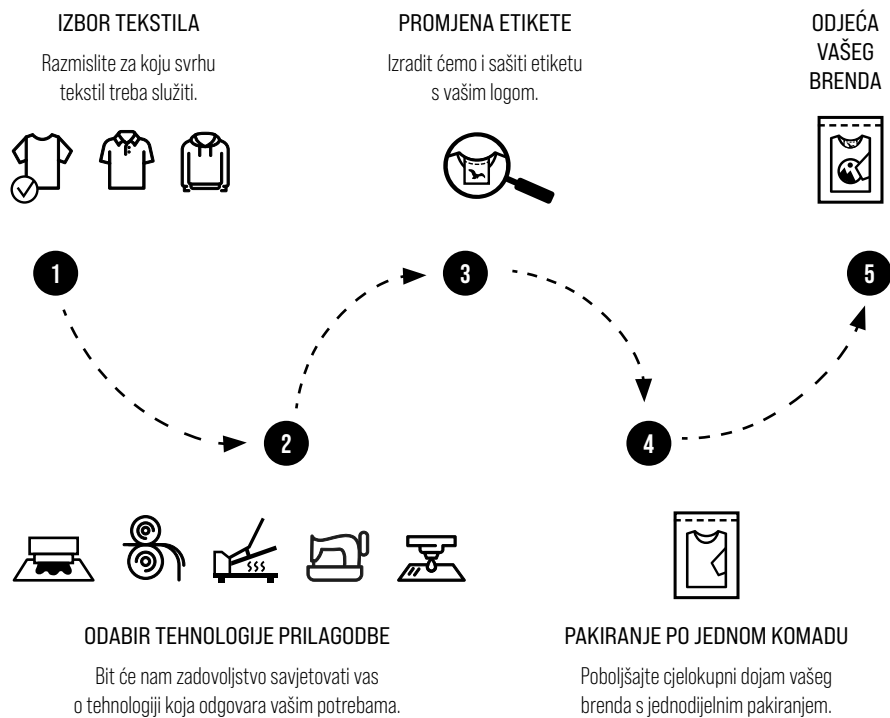 IZBOR TEKSTILA
Razmislite za koju svrhu
tekstil treba služiti.
1
ODABIR TEHNOLOGIJE PRILAGODBE
Bit će nam zadovoljstvo savjetovati vas
o tehnologiji koja odgovara vašim potrebama.
2
PROMJENA ETIKETE
Izradit ćemo i sašiti etiketu
s vašim logom.
3
PAKIRANJE PO JEDNOM KOMADU
Poboljšajte cjelokupni dojam vašeg
brenda s jednodijelnim pakiranjem.
4
ODJEĆA
VAŠEG
BRENDA
5